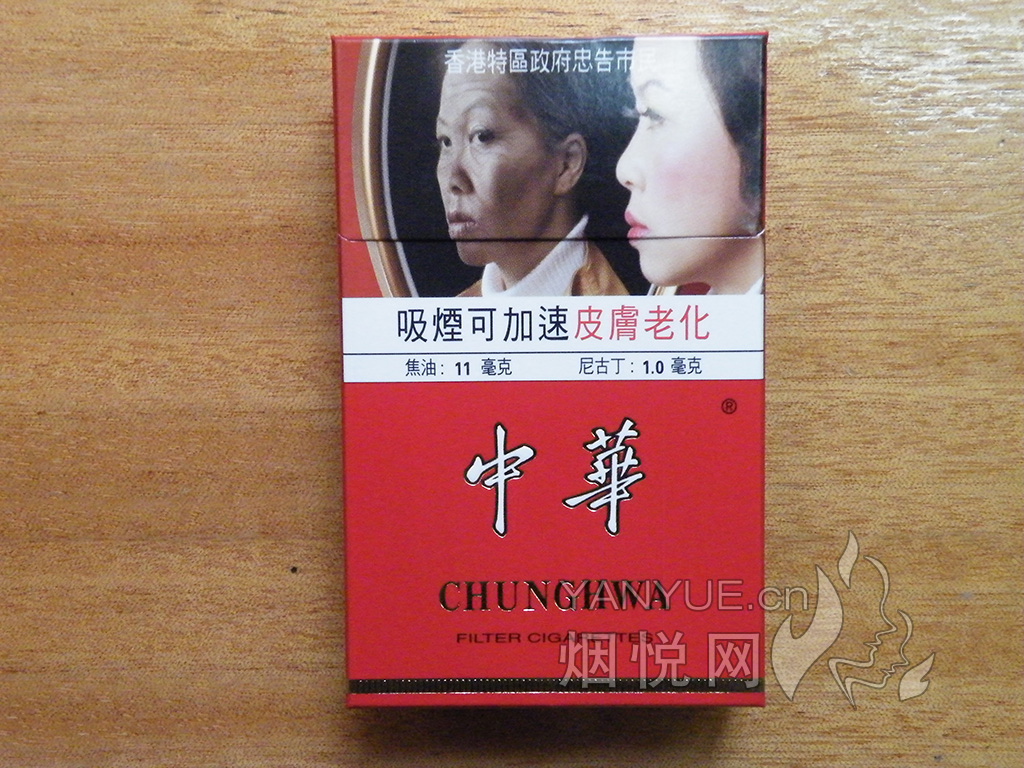 香港特區政府忠告市民
吸煙可加速皮膚老化
焦油: 11 毫克 尼古丁: 1.0 毫克
®
中華
CHUNGHWA
YANYUE.cn
FILTER CIGARETTES
烟悦网